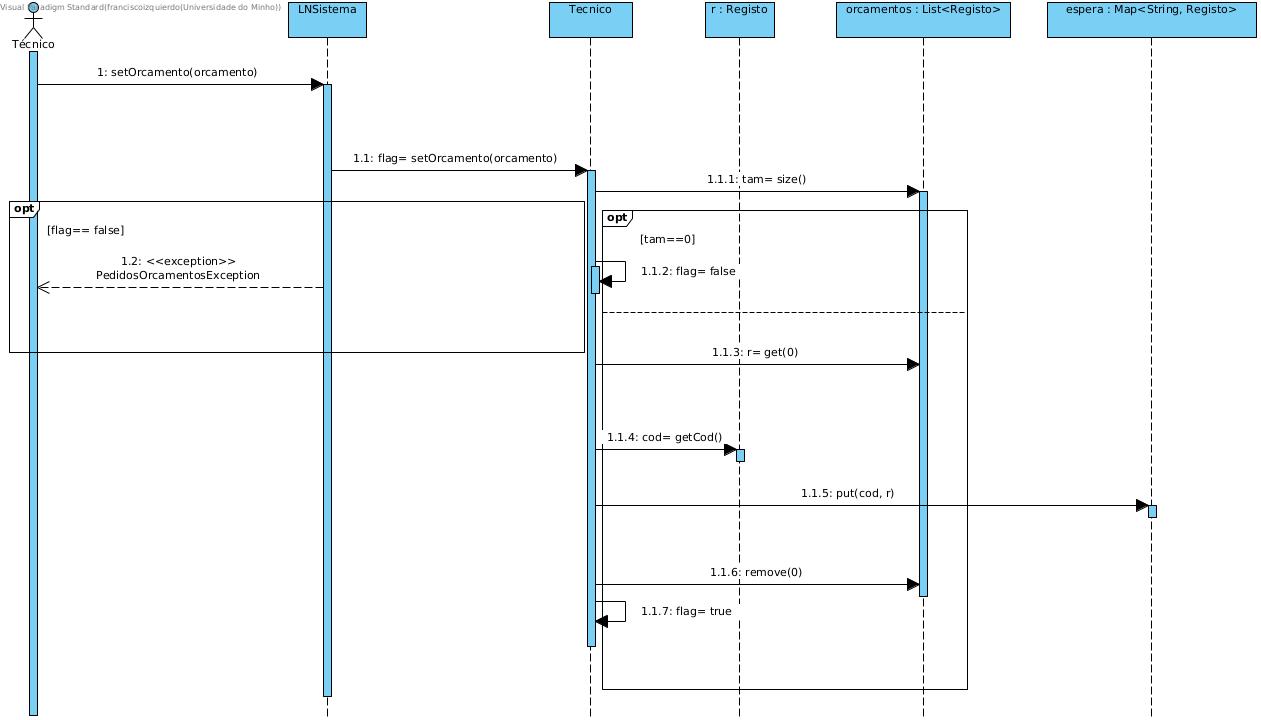 Visual Paradigm Standard(franciscoizquierdo(Universidade do Minho))
Técnico
LNSistema
Tecnico
r : Registo
orcamentos : List<Registo>
espera : Map<String, Registo>
1: setOrcamento(orcamento)
1.1: flag= setOrcamento(orcamento)
1.1.1: tam= size()
opt
[flag== false]
1.2: <<exception>>
PedidosOrcamentosException
opt
[tam==0]
1.1.2: flag= false
1.1.3: r= get(0)
1.1.4: cod= getCod()
1.1.5: put(cod, r)
1.1.6: remove(0)
1.1.7: flag= true